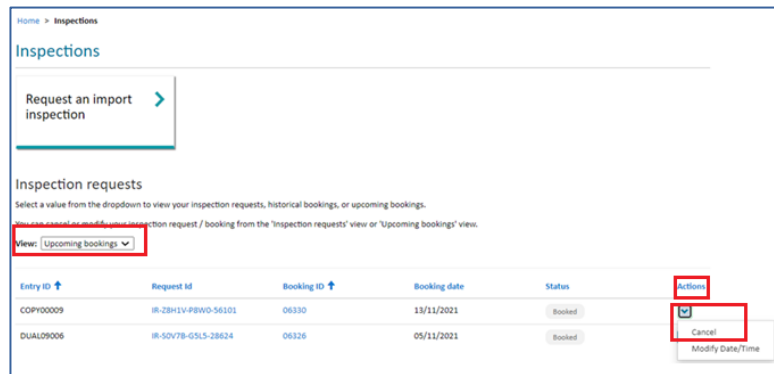 Home > Inspections
Inspections
Request an import
inspection
Inspection requests
Select a value from the dropdown to view your inspection requests, historical bookings, or upcoming bookings.
You can cancel or modify your inspection request / booking from the 'Inspection requests' view or 'Upcoming bookings' view.
View: Upcoming bookings
Entry ID Request Id Booking ID Booking date Status Actions
COPY00009 IR-Z8H1V-P8W0-56101 06330 13/11/2021 Booked
Cancel
DUAL09006 IR-S0V7B-G5L5-28624 06326 05/11/2021 Booked
Modify Date/Time